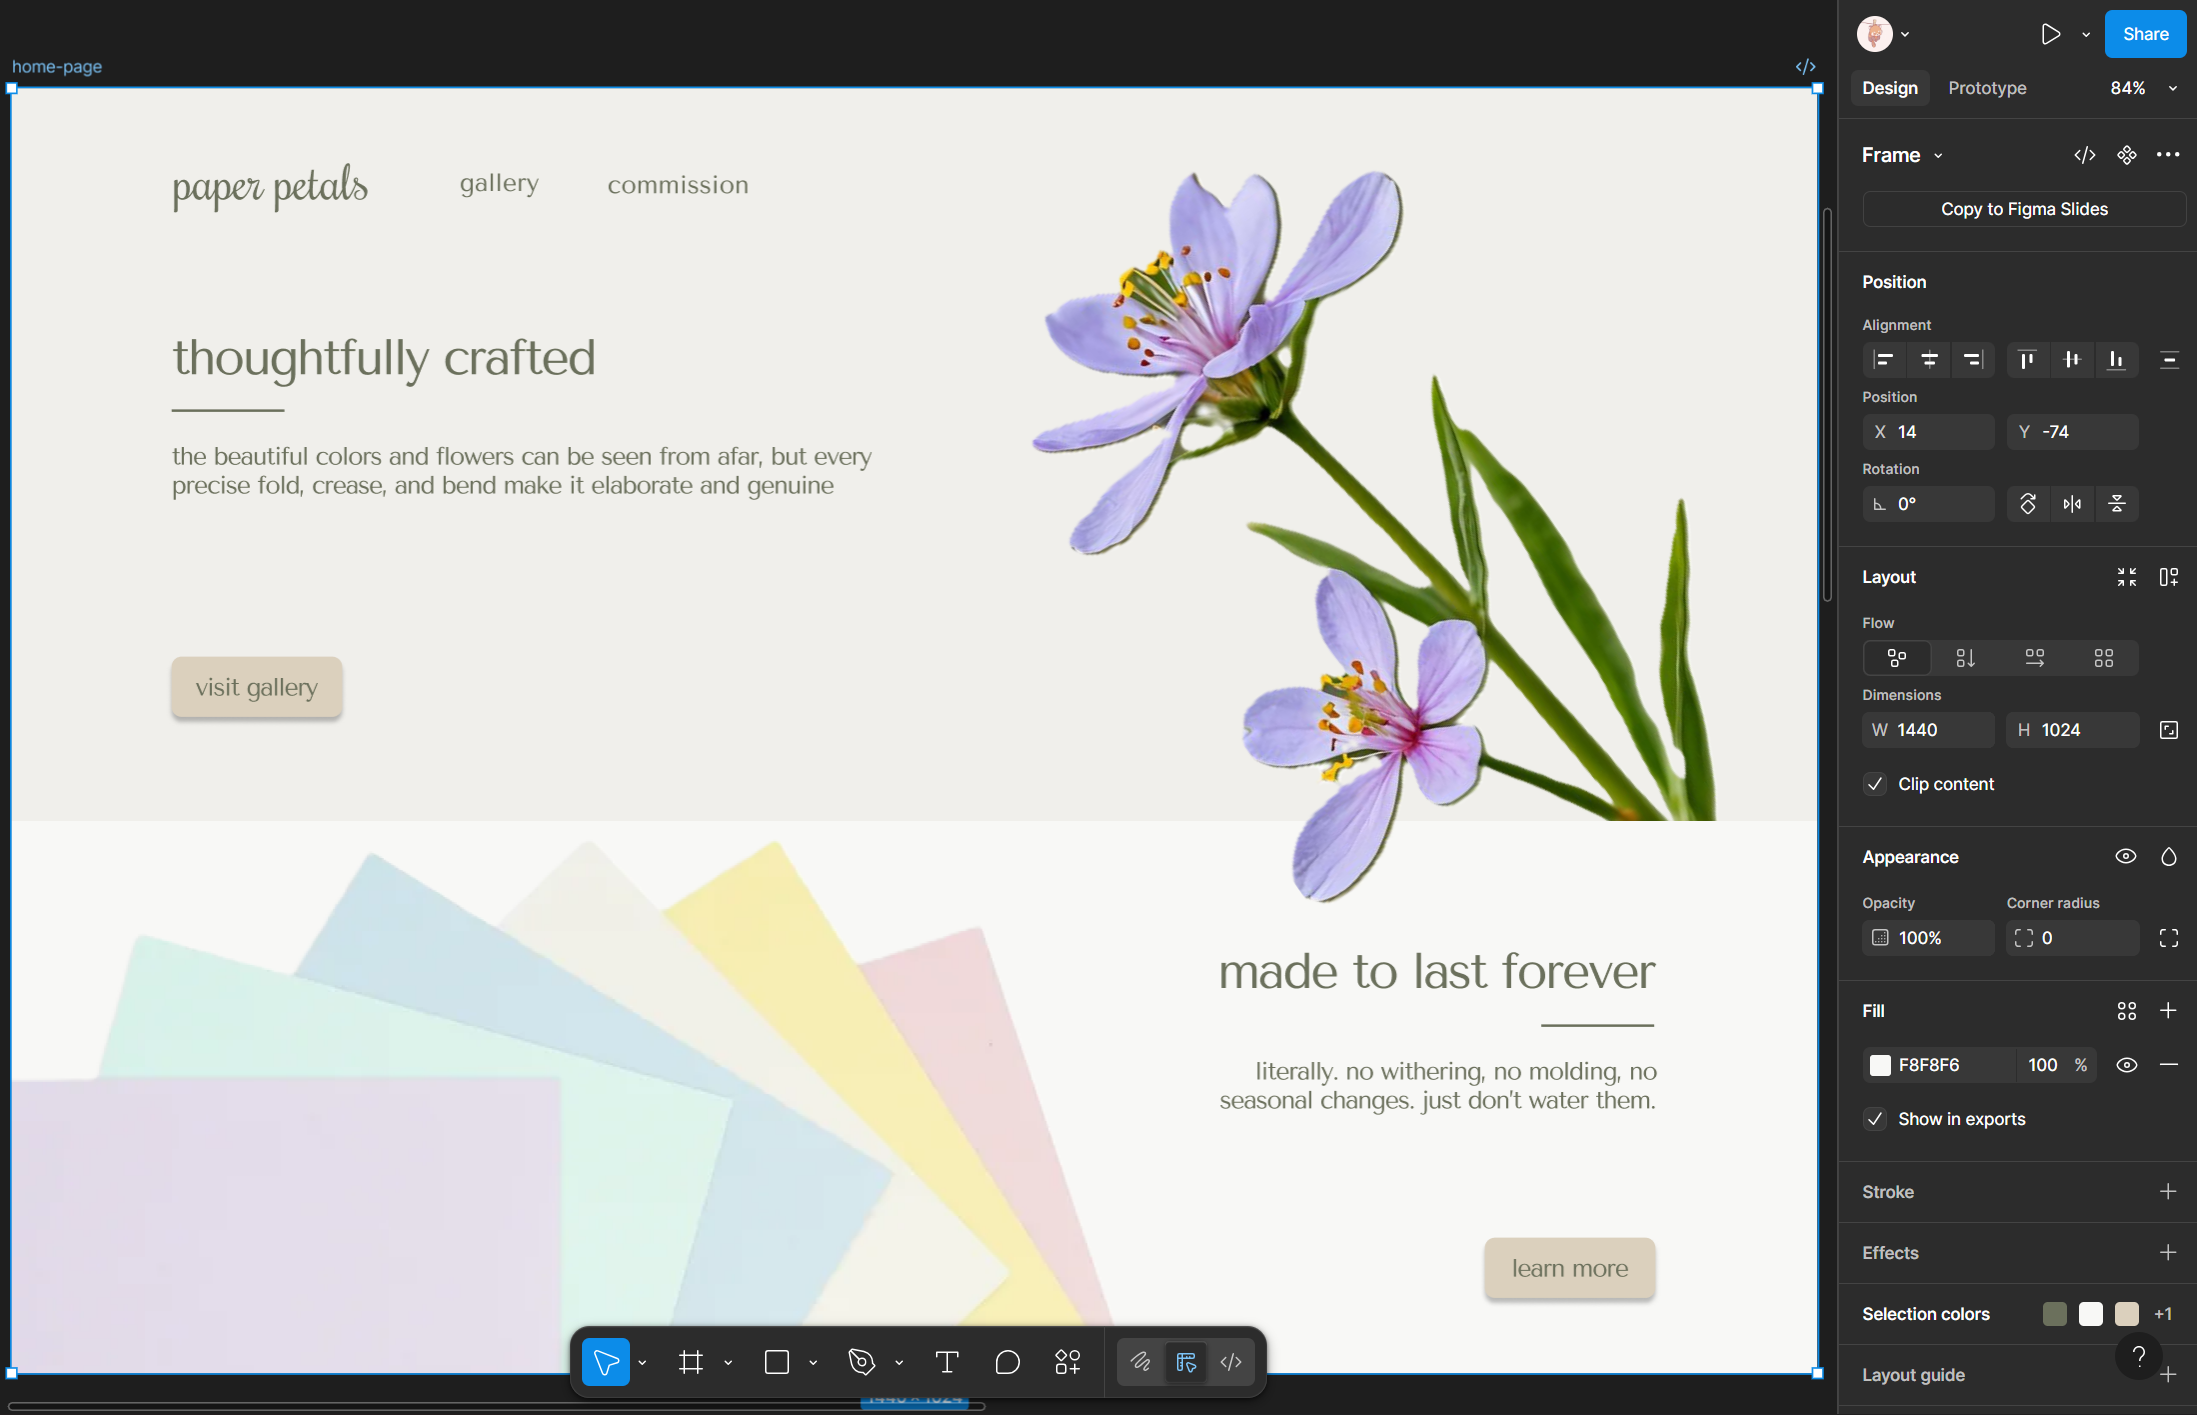 home-page
paper petals
gallery
commission
thoughtfully crafted
the beautiful colors and flowers can be seen from afar, but every
precise fold, crease, and bend make it elaborate and genuine
visit gallery
made to last forever
literally. no withering, no molding, no
seasonal changes. just don't water them.
learn more
1440 × 1024
Share
Design
Prototype
84%
Frame
Copy to Figma Slides
Position
Alignment
Position
X 14
Y -74
Rotation
0°
Layout
Flow
Dimensions
W 1440
H 1024
Clip content
Appearance
Opacity
Corner radius
100%
0
Fill
F8F8F6
100 %
Show in exports
Stroke
Effects
Selection colors
+1
?
Layout guide